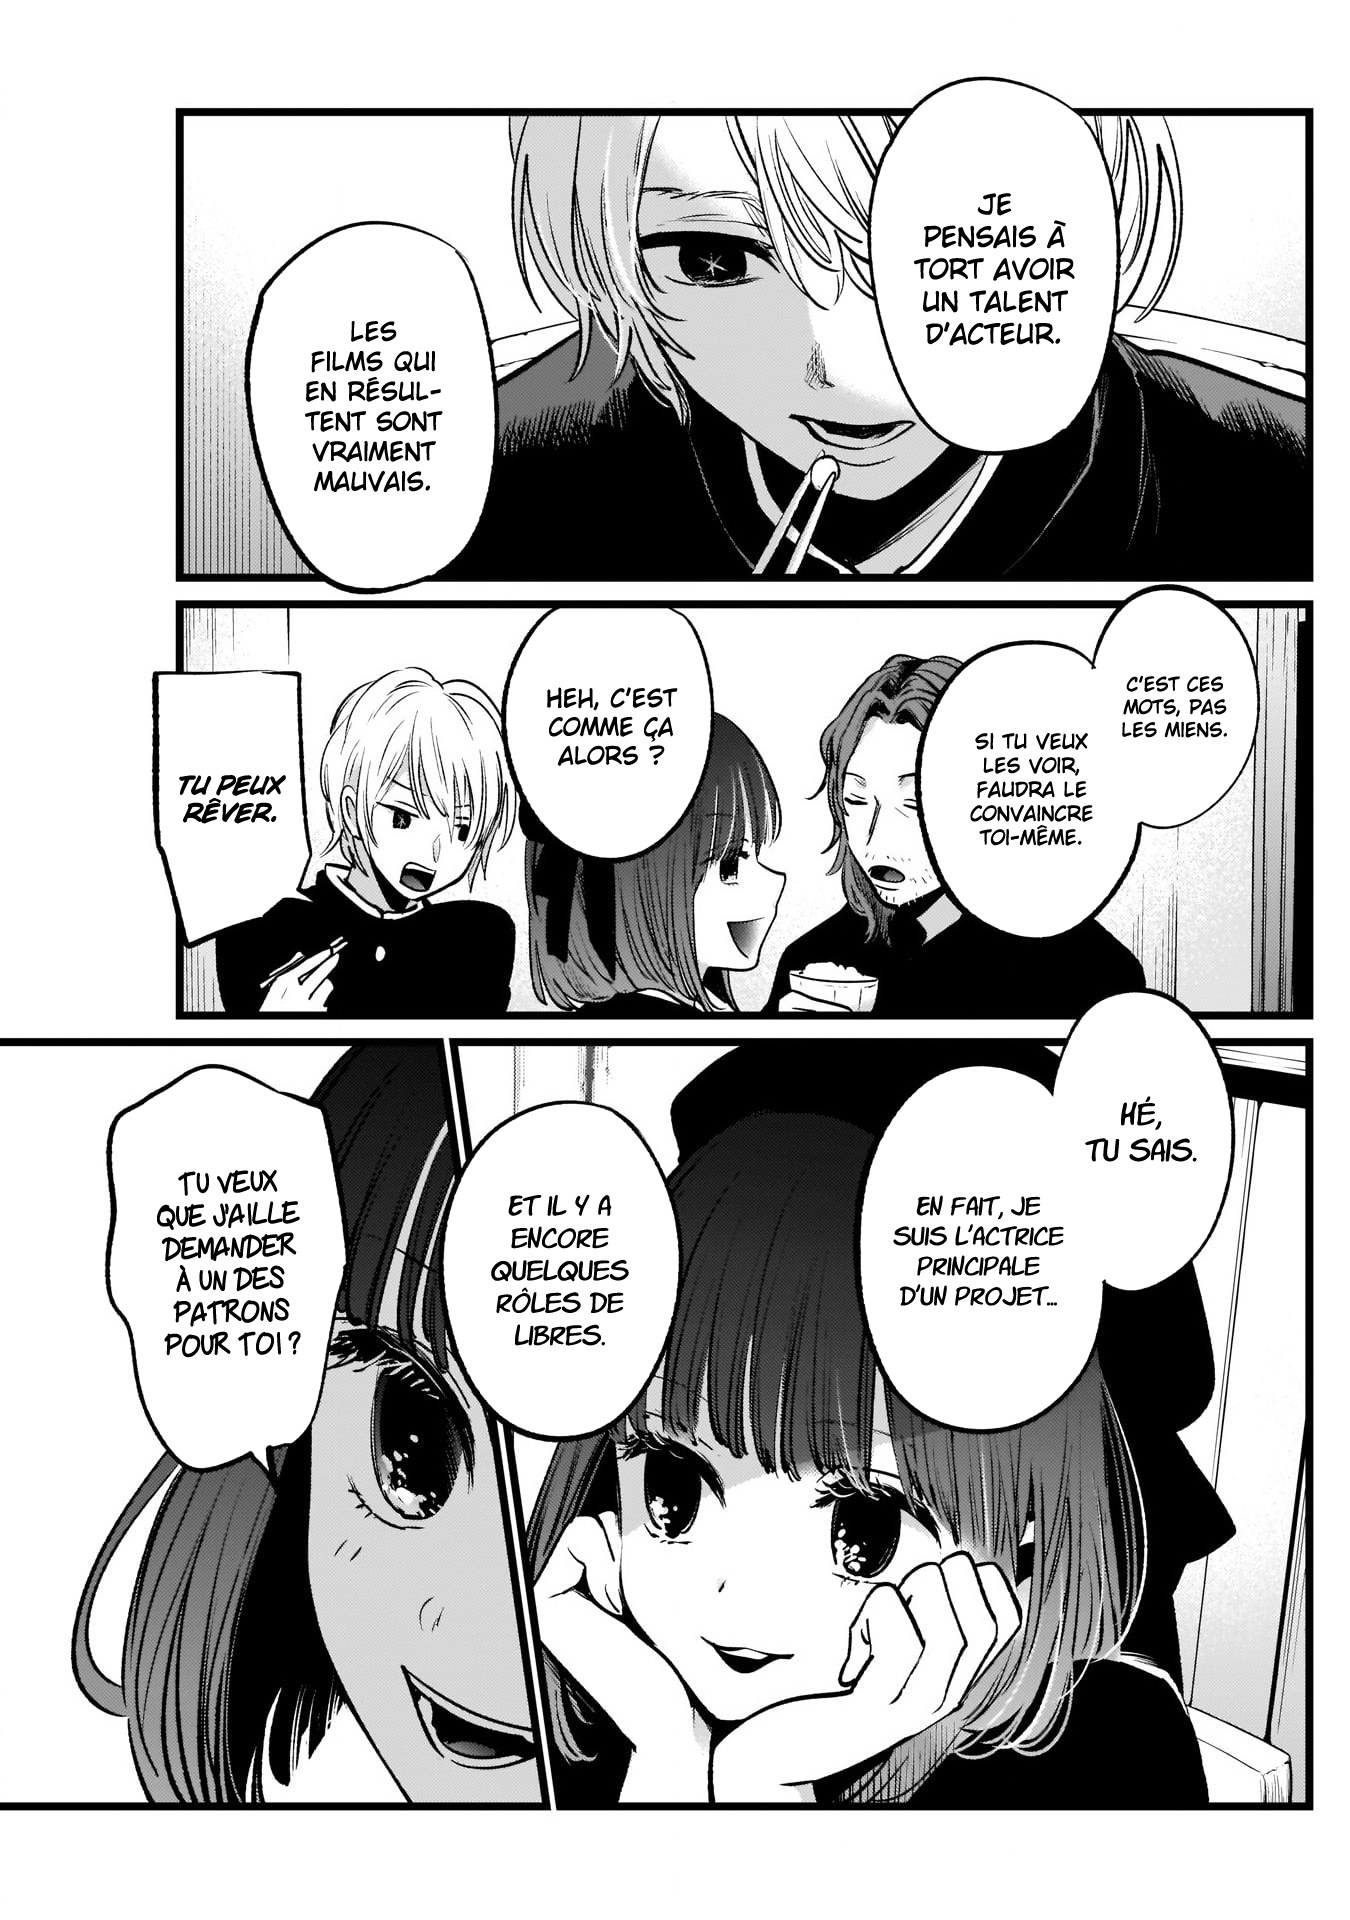 JE
PENSAIS À
TORT AVOIR
UN TALENT
D'ACTEUR.
LES
FILMS QUI
EN RÉSUL-
TENT SONT
VRAIMENT
MAUVAIS.
C'EST CES
MOTS, PAS
LES MIENS.
SI TU VEUX
LES VOIR,
FAUDRA LE
CONVAINCRE
TOI-MÊME.
HEH, C'EST
COMME ÇA
ALORS ?
TU PEUX
RÊVER.
HÉ,
TU SAIS.
EN FAIT, JE
SUIS L'ACTRICE
PRINCIPALE
D'UN PROJET...
ET IL Y A
ENCORE
QUELQUES
RÔLES DE
LIBRES.
TU VEUX
QUE J'AILLE
DEMANDER
À UN DES
PATRONS
POUR TOI ?